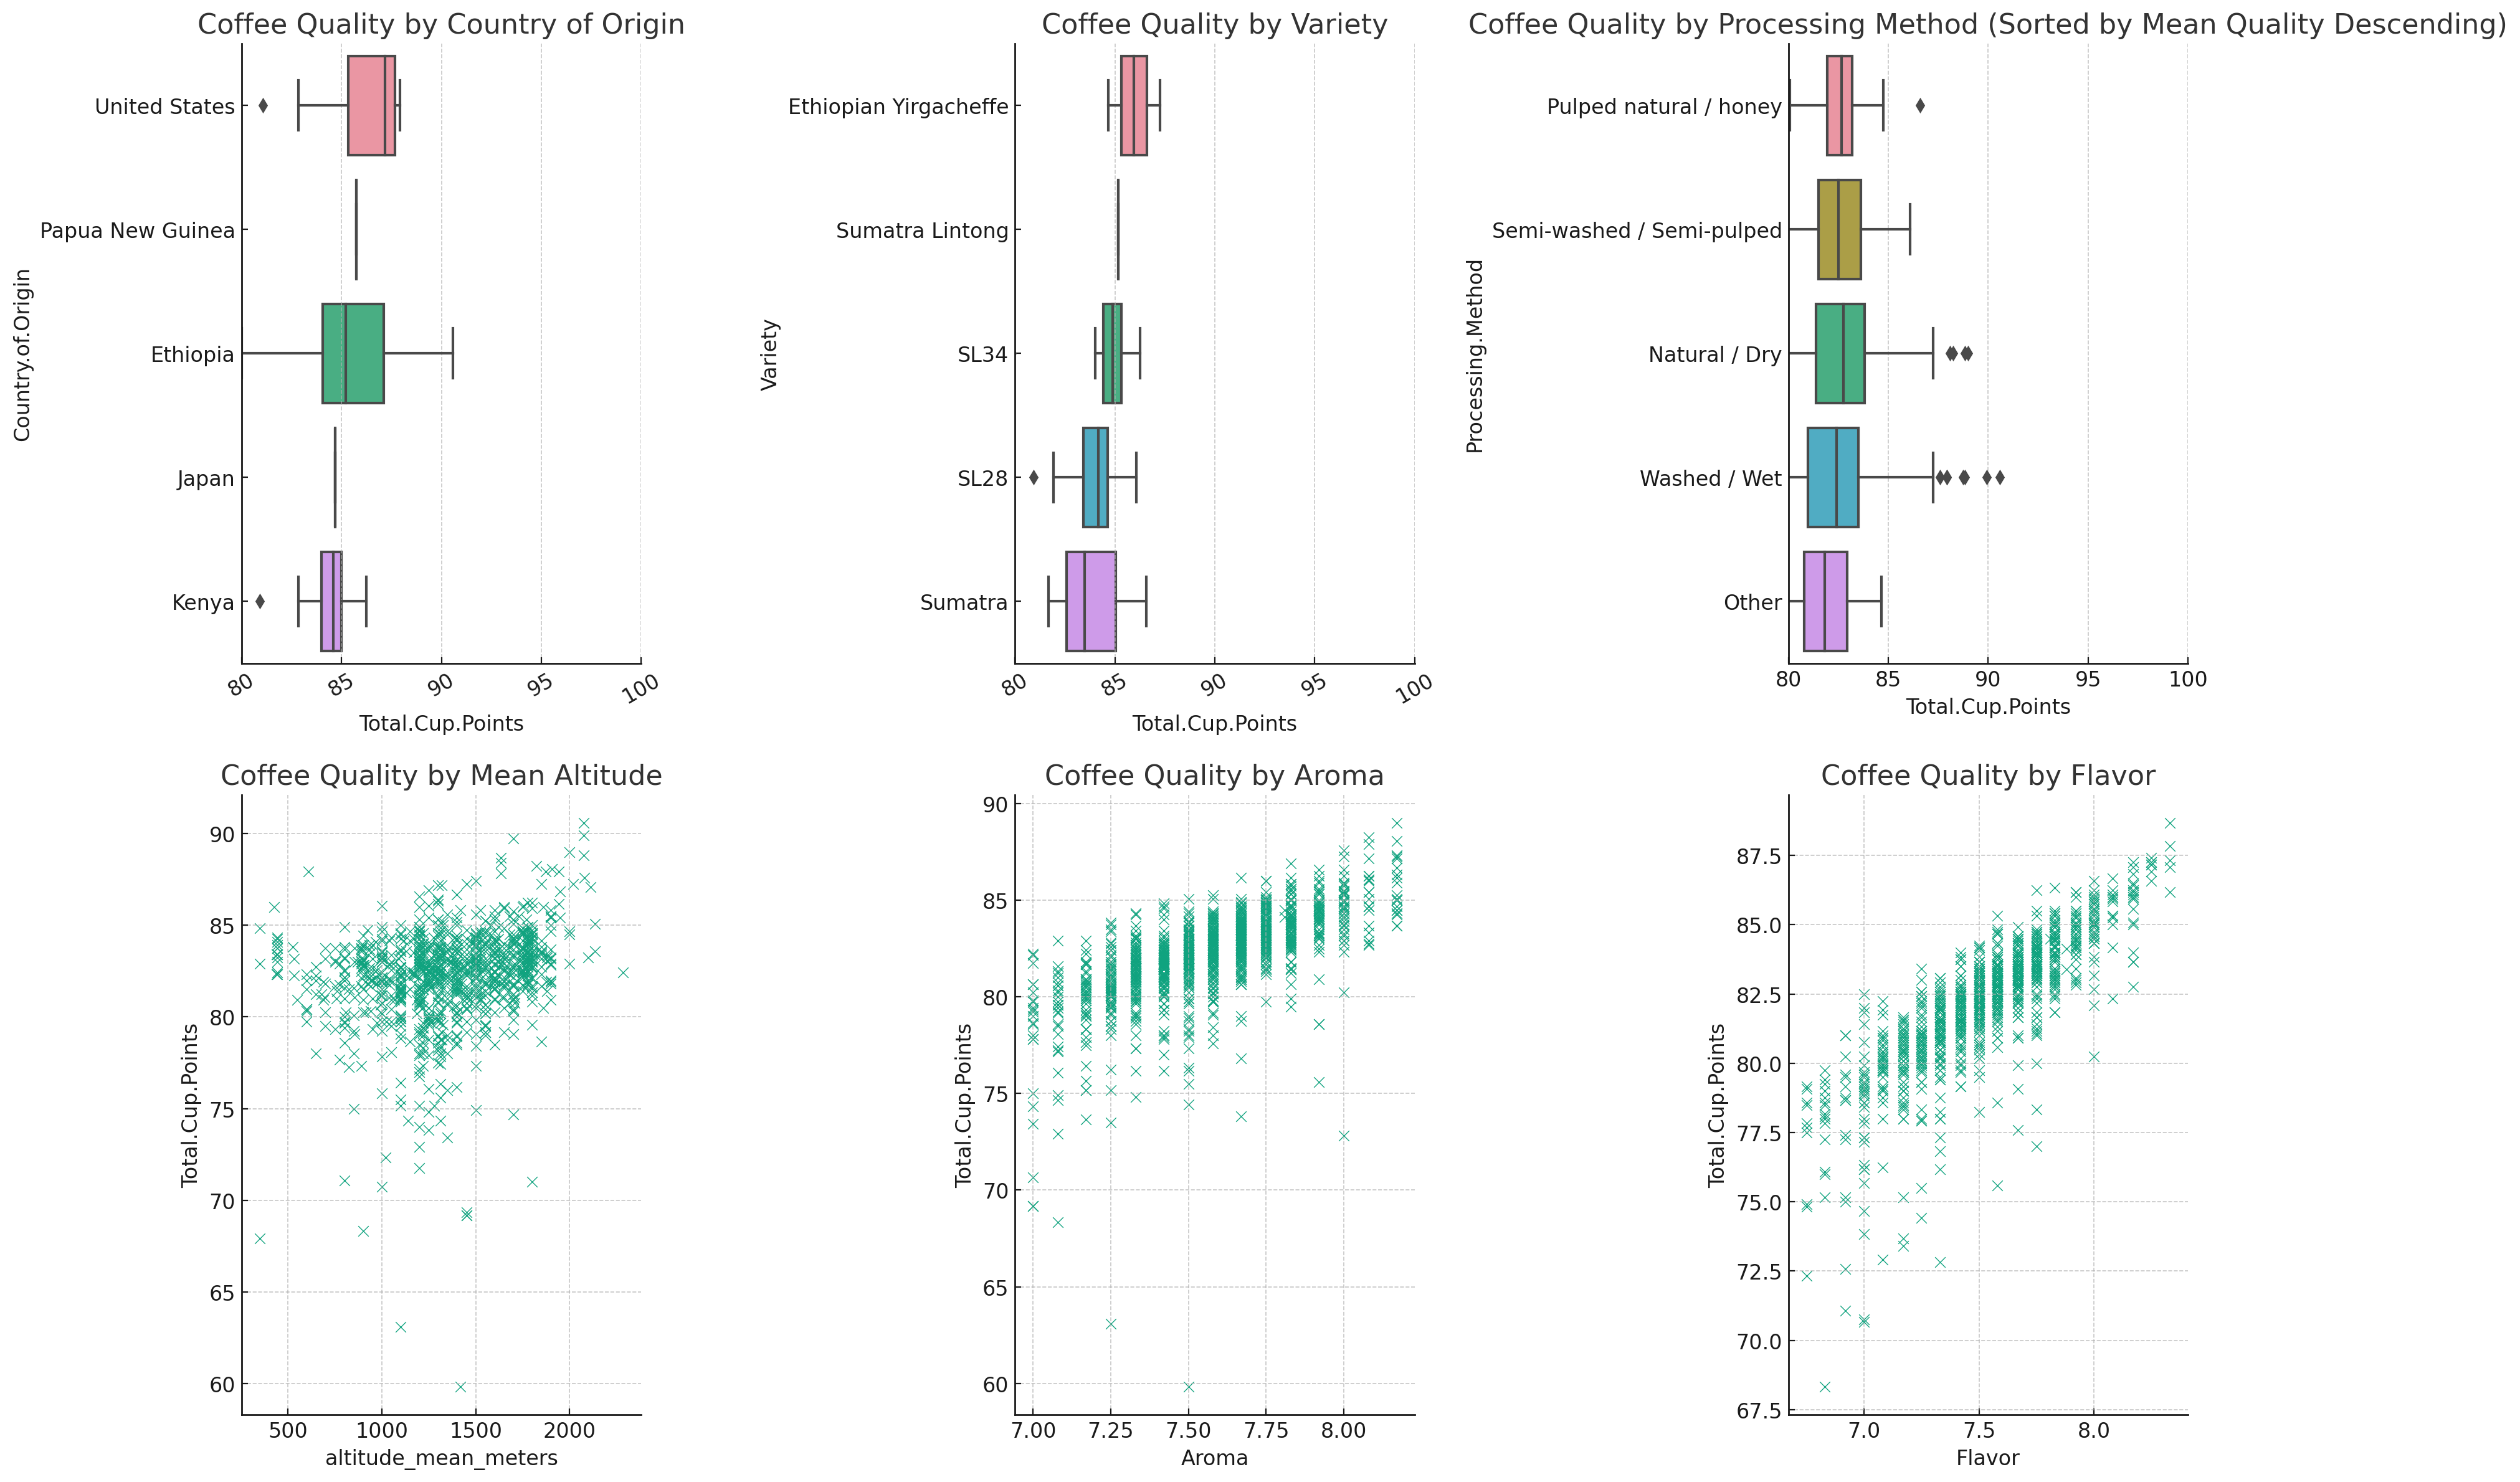 Coffee Quality by Country of Origin
Country.of.Origin
United States
Papua New Guinea
Ethiopia
Japan
Kenya
80 85 90 95 100
Total.Cup.Points
Coffee Quality by Variety
Variety
Ethiopian Yirgacheffe
Sumatra Lintong
SL34
SL28
Sumatra
80 85 90 95 100
Total.Cup.Points
Coffee Quality by Processing Method (Sorted by Mean Quality Descending)
Processing.Method
Pulped natural / honey
Semi-washed / Semi-pulped
Natural / Dry
Washed / Wet
Other
80 85 90 95 100
Total.Cup.Points
Coffee Quality by Mean Altitude
Total.Cup.Points
90
85
80
75
70
65
60
500 1000 1500 2000
altitude_mean_meters
Coffee Quality by Aroma
Total.Cup.Points
90
85
80
75
70
65
60
7.00 7.25 7.50 7.75 8.00
Aroma
Coffee Quality by Flavor
Total.Cup.Points
87.5
85.0
82.5
80.0
77.5
75.0
72.5
70.0
67.5
7.0 7.5 8.0
Flavor